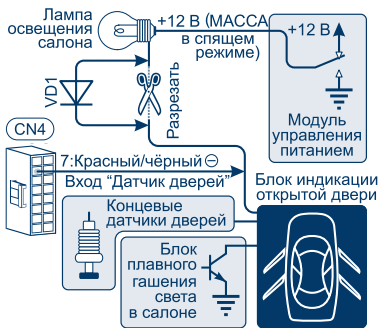 Лампа
освещения
салона
+12 В (МАССА
в спящем
режиме)
+12 В
Модуль
управления
питанием
VD1
Разрезать
CN4
7:Красный/чёрный ⊖
Вход “Датчик дверей”
Блок индикации
открытой двери
Концевые
датчики дверей
Блок
плавного
гашения
света
в салоне